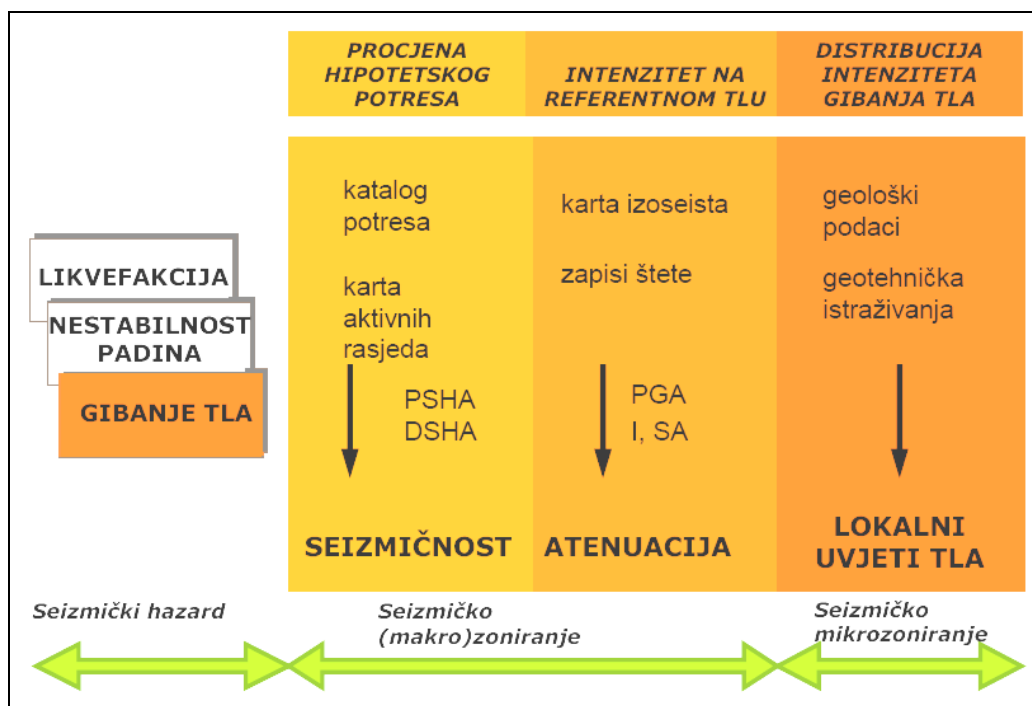 PROCJENA
HIPOTETSKOG
POTRESA
INTENZITET NA
REFERENTNOM TLU
DISTRIBUCIJA
INTENZITETA
GIBANJA TLA
LIKVEFAKCIJA
NESTABILNOST
PADINA
GIBANJE TLA
katalog
potresa
karta
aktivnih
rasjeda
PSHA
DSHA
SEIZMIČNOST
karta izoseista
zapisi štete
PGA
I, SA
ATENUACIJA
geološki
podaci
geotehnička
istraživanja
LOKALNI
UVJETI TLA
Seizmički hazard
Seizmičko
(makro)zoniranje
Seizmičko
mikrozoniranje